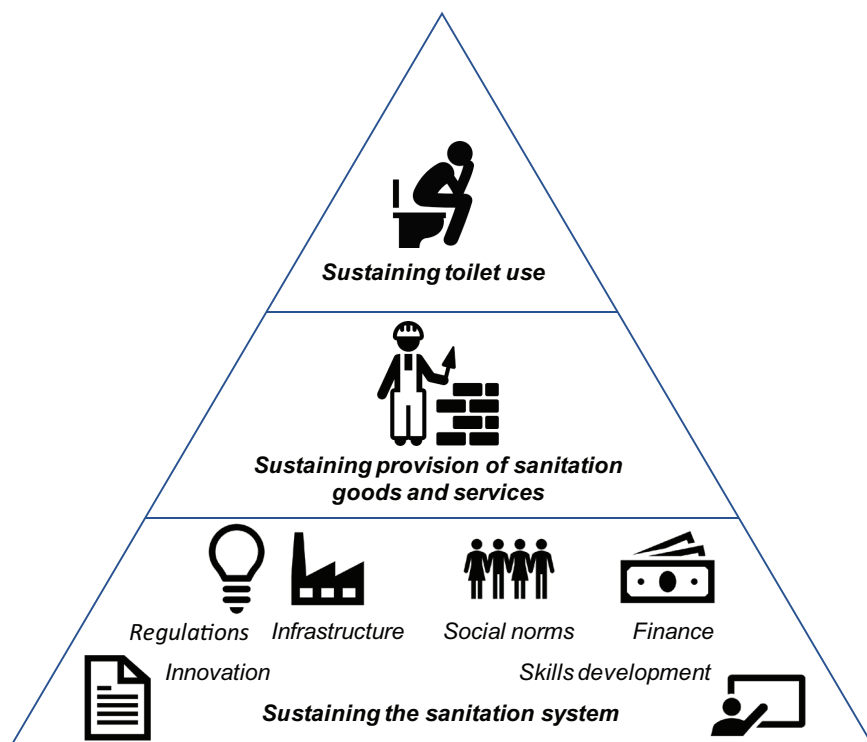 Sustaining toilet use
Sustaining provision of sanitation
goods and services
Regulations Infrastructure Social norms Finance
Innovation Skills development
Sustaining the sanitation system